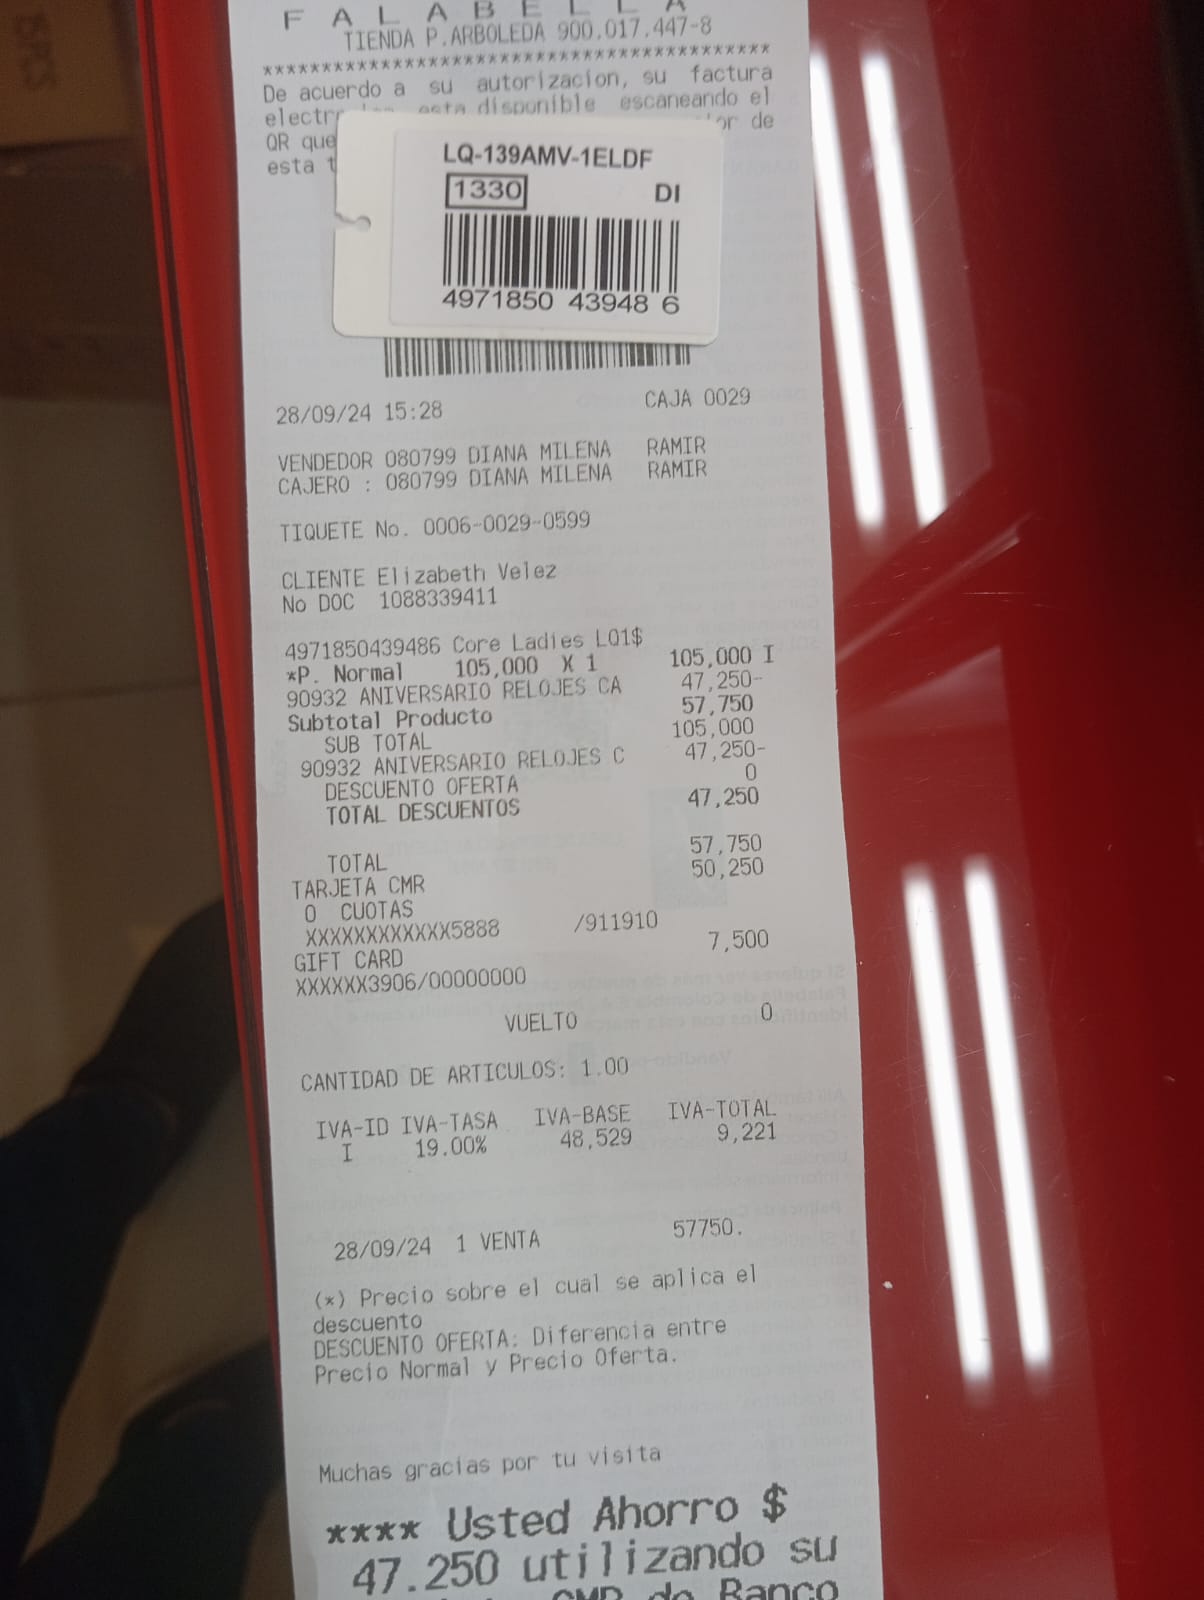 FALABELLA
TIENDA P.ARBOLEDA 900.017.447-8
******************************************
De acuerdo a su autorizacion, su factura
esta disponible escaneando el
QR que or de
esta t
LQ-139AMV-1ELDF
1330 DI
4971850 43948 6
28/09/24 15:28 CAJA 0029
VENDEDOR 080799 DIANA MILENA RAMIR
CAJERO : 080799 DIANA MILENA RAMIR
TIQUETE No. 0006-0029-0599
CLIENTE Elizabeth Velez
No DOC 1088339411
4971850439486 Core Ladies LQ1$
*P. Normal 105,000 X 1 105,000 I
90932 ANIVERSARIO RELOJES CA 47,250-
Subtotal Producto 57,750
SUB TOTAL 105,000
90932 ANIVERSARIO RELOJES C 47,250-
DESCUENTO OFERTA 0
TOTAL DESCUENTOS 47,250
TOTAL 57,750
TARJETA CMR 50,250
0 CUOTAS
XXXXXXXXXXXX5888 /911910
GIFT CARD 7,500
XXXXXX3906/00000000
VUELTO 0
CANTIDAD DE ARTICULOS: 1.00
IVA-ID IVA-TASA IVA-BASE IVA-TOTAL
I 19.00% 48,529 9,221
28/09/24 1 VENTA 57750.
(*) Precio sobre el cual se aplica el
descuento
DESCUENTO OFERTA: Diferencia entre
Precio Normal y Precio Oferta.
Muchas gracias por tu visita
**** Usted Ahorro $
47.250 utilizando su
CMR de Banco